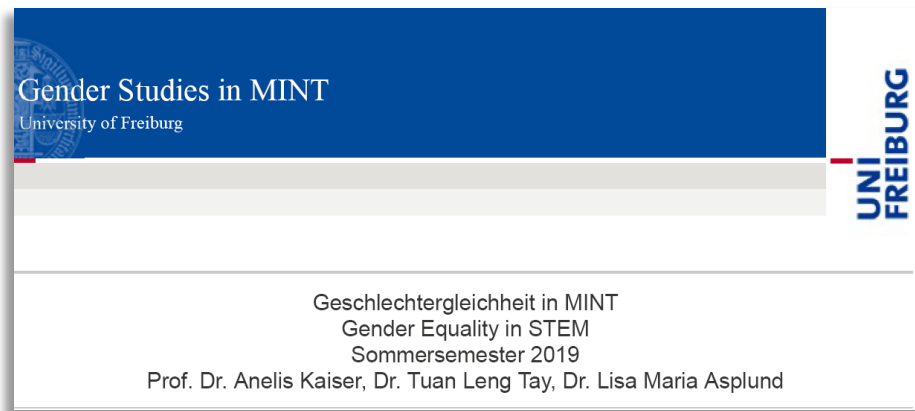 Gender Studies in MINT
University of Freiburg
UNI
FREIBURG
Geschlechtergleichheit in MINT
Gender Equality in STEM
Sommersemester 2019
Prof. Dr. Anelis Kaiser, Dr. Tuan Leng Tay, Dr. Lisa Maria Asplund